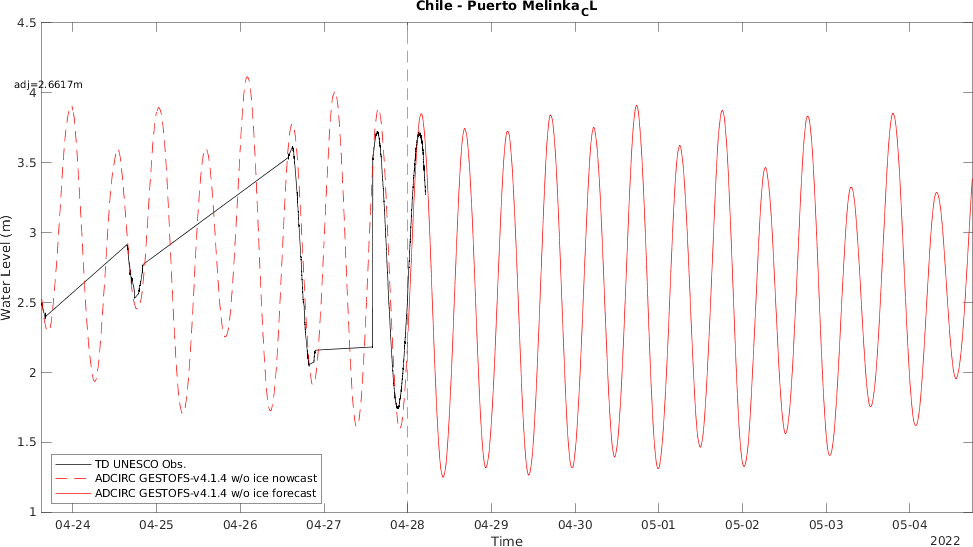 Chile - Puerto Melinka_CL
adj=2.6617m
4.5
4
3.5
3
2.5
2
1.5
1
Water Level (m)
TD UNESCO Obs.
ADCIRC GESTOFS-v4.1.4 w/o ice nowcast
ADCIRC GESTOFS-v4.1.4 w/o ice forecast
04-24 04-25 04-26 04-27 04-28 04-29 04-30 05-01 05-02 05-03 05-04
Time
2022